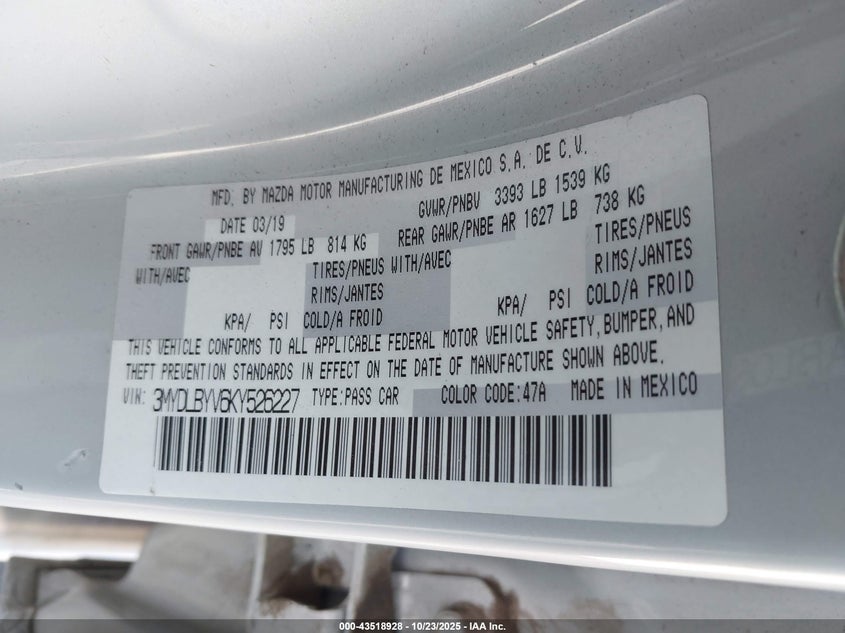 MFD. BY MAZDA MOTOR MANUFACTURING DE MEXICO S.A. DE C.V.
DATE 03/19 GVWR/PNBV 3393 LB 1539 KG
FRONT GAWR/PNBE AV 1795 LB 814 KG REAR GAWR/PNBE AR 1627 LB 738 KG
WITH/AVEC TIRES/PNEUS WITH/AVEC TIRES/PNEUS
RIMS/JANTES RIMS/JANTES
KPA/ PSI COLD/A FROID KPA/ PSI COLD/A FROID
THIS VEHICLE CONFORMS TO ALL APPLICABLE FEDERAL MOTOR VEHICLE SAFETY, BUMPER, AND
THEFT PREVENTION STANDARDS IN EFFECT ON THE DATE OF MANUFACTURE SHOWN ABOVE.
VIN: 3MYDLBYV6KY526227 TYPE:PASS CAR COLOR CODE:47A MADE IN MEXICO
000-43518928 - 10/23/2025 - IAA Inc.